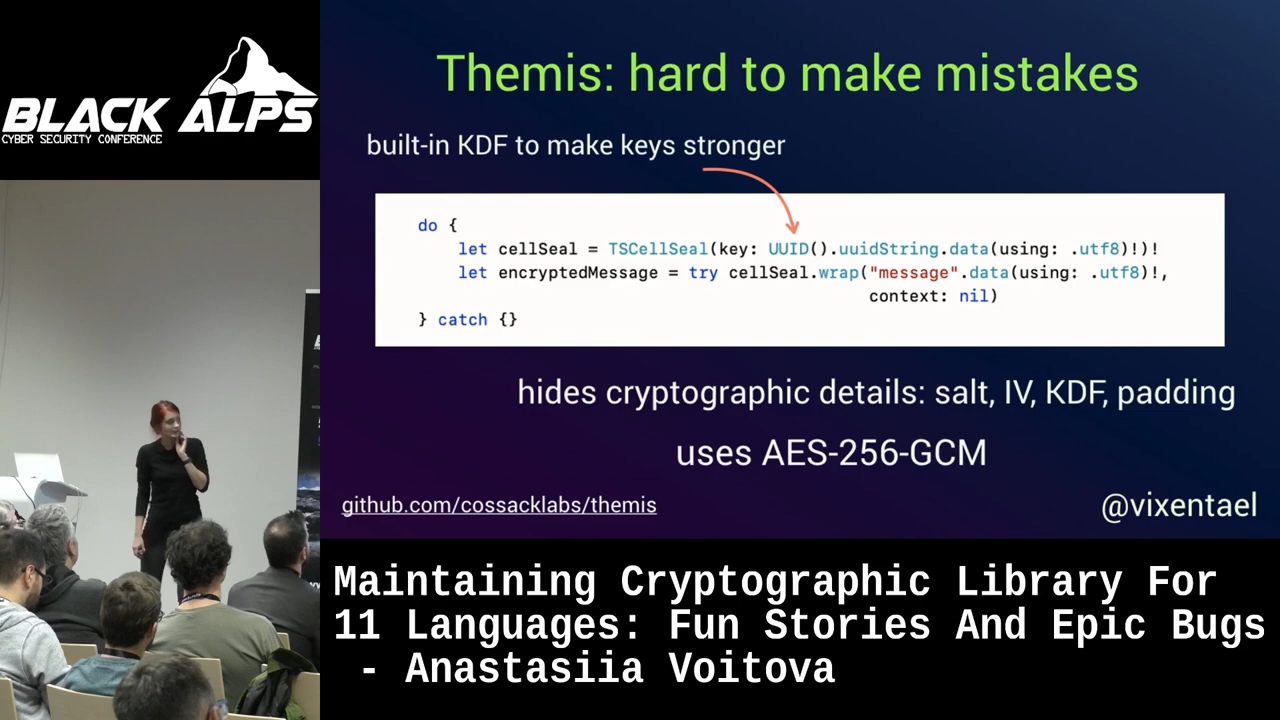 BLACK ALPS
CYBER SECURITY CONFERENCE
Themis: hard to make mistakes
built-in KDF to make keys stronger
do {
let cellSeal = TSCellSeal(key: UUID().uuidString.data(using: .utf8)!)!
let encryptedMessage = try cellSeal.wrap("message".data(using: .utf8)!,
context: nil)
} catch {}
hides cryptographic details: salt, IV, KDF, padding
uses AES-256-GCM
github.com/cossacklabs/themis
@vixentael
Maintaining Cryptographic Library For
11 Languages: Fun Stories And Epic Bugs
- Anastasiia Voitova